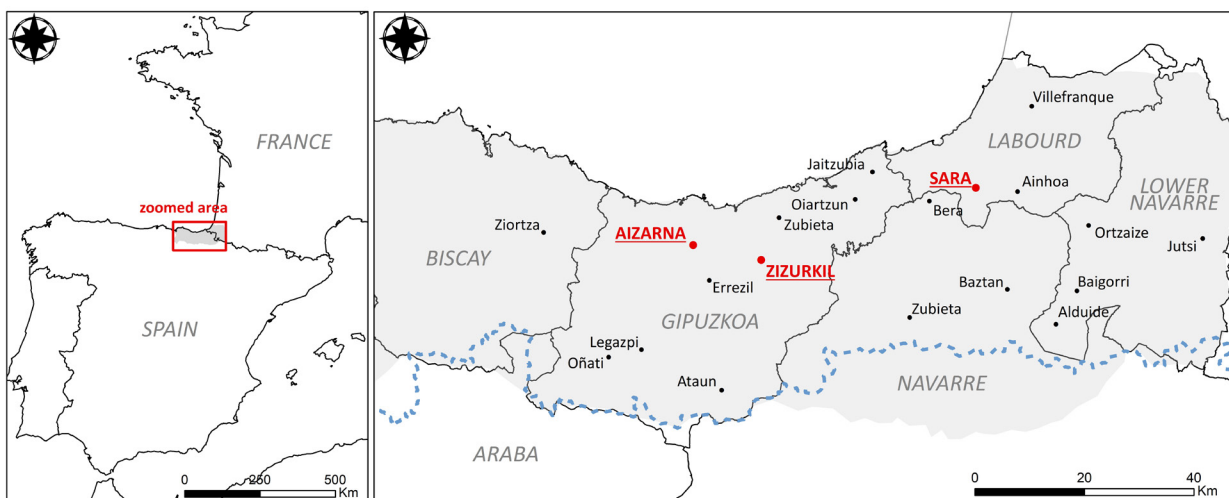 FRANCE
zoomed area
SPAIN
0 250 500
Km
Villefranque
LABOURD
Jaitzubia
SARA
Ainhoa
LOWER
NAVARRE
Oiartzun
Bera
Zubieta
Ziortza
AIZARNA
Ortzaize
Jutsi
BISCAY
ZIZURKIL
Errezil
Baztan
Baigorri
GIPUZKOA
Zubieta
Alduide
Legazpi
Oñati
Ataun
NAVARRE
ARABA
0 20 40
Km